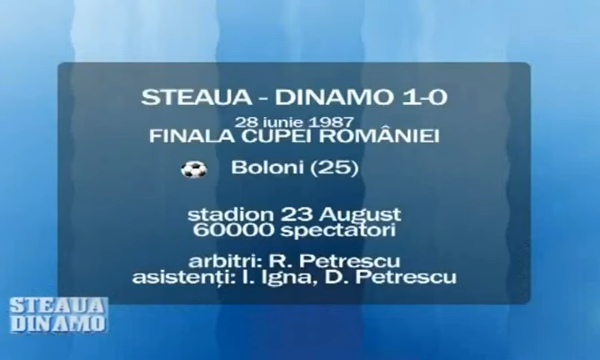 STEAUA - DINAMO 1-0
28 iunie 1987
FINALA CUPEI ROMÂNIEI
Boloni (25)
stadion 23 August
60000 spectatori
arbitri: R. Petrescu
asistenți: I. Igna, D. Petrescu
STEAUA
DINAMO